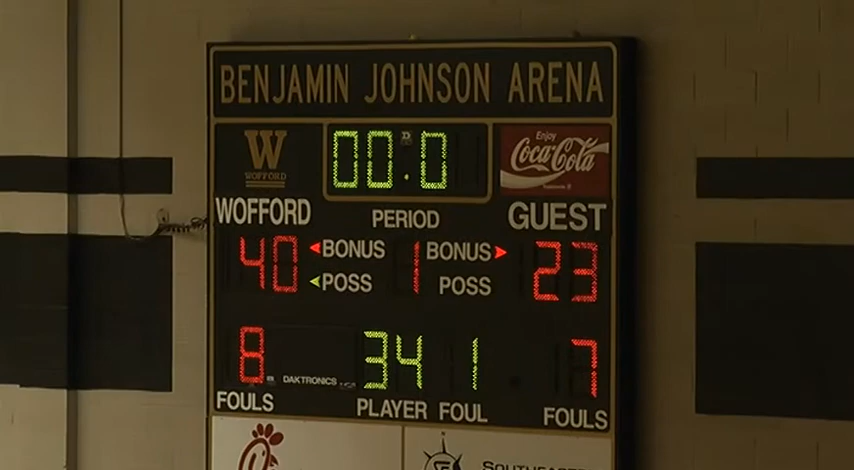 BENJAMIN JOHNSON ARENA
W
WOFFORD
00.0
Enjoy
Coca-Cola
WOFFORD
PERIOD
GUEST
40
BONUS
1
BONUS
23
POSS
POSS
8
34
1
7
DAKTRONICS
FOULS
PLAYER FOUL
FOULS